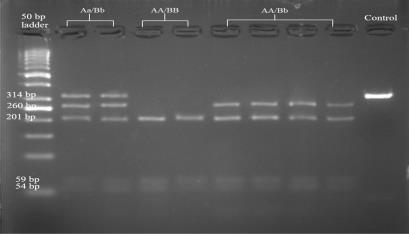 50 bp
ladder
Aa/Bb
AA/BB
AA/Bb
Control
314 bp
260 bp
201 bp
59 bp
54 bp